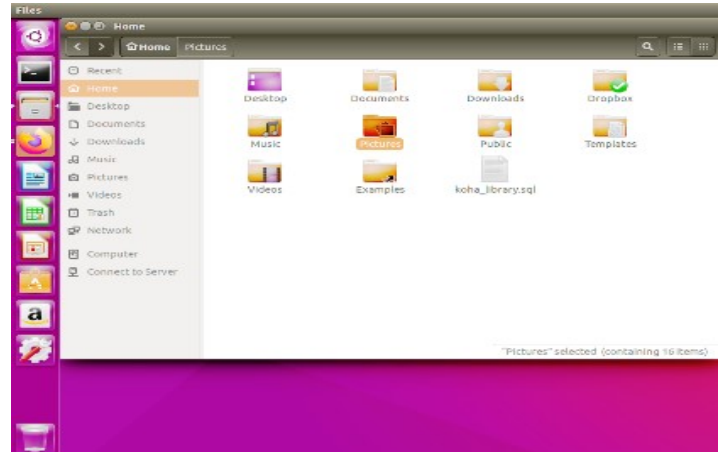 Files
Home
Home Pictures
Recent
Home
Desktop
Documents
Downloads
Music
Pictures
Videos
Trash
Network
Computer
Connect to Server
Desktop Documents Downloads Dropbox
Music Pictures Public Templates
Videos Examples koha_library.sql
"Pictures" selected (containing 16 items)
a